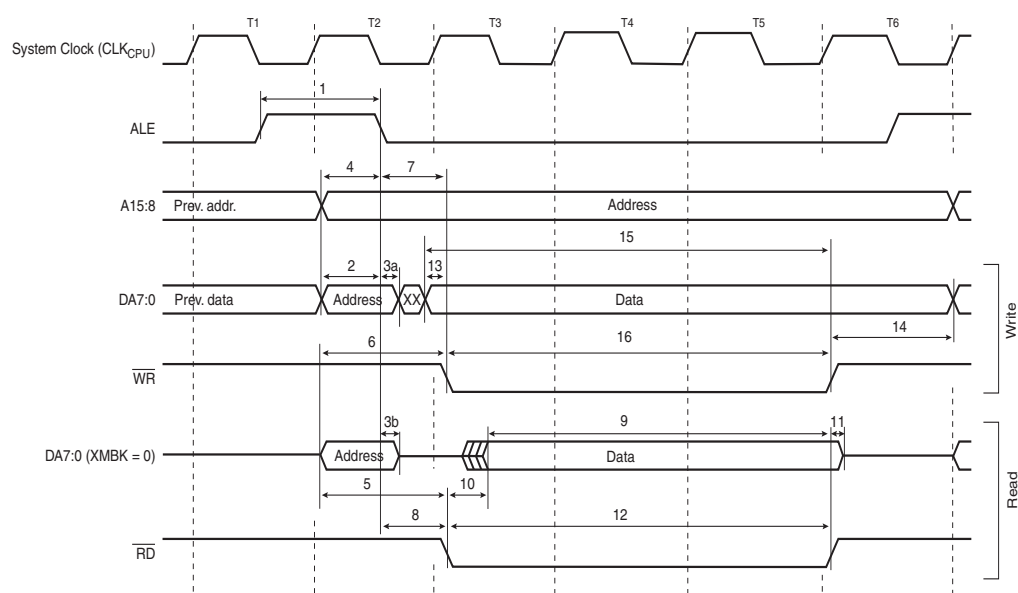 T1 T2 T3 T4 T5 T6
System Clock (CLKCPU)
1
ALE
4 7
A15:8 Prev. addr. Address
15
2 3a 13
DA7:0 Prev. data Address XX Data
14
6 16
WR
Write
3b 9 11
DA7:0 (XMBK = 0) Address Data
5 10
8 12
RD
Read